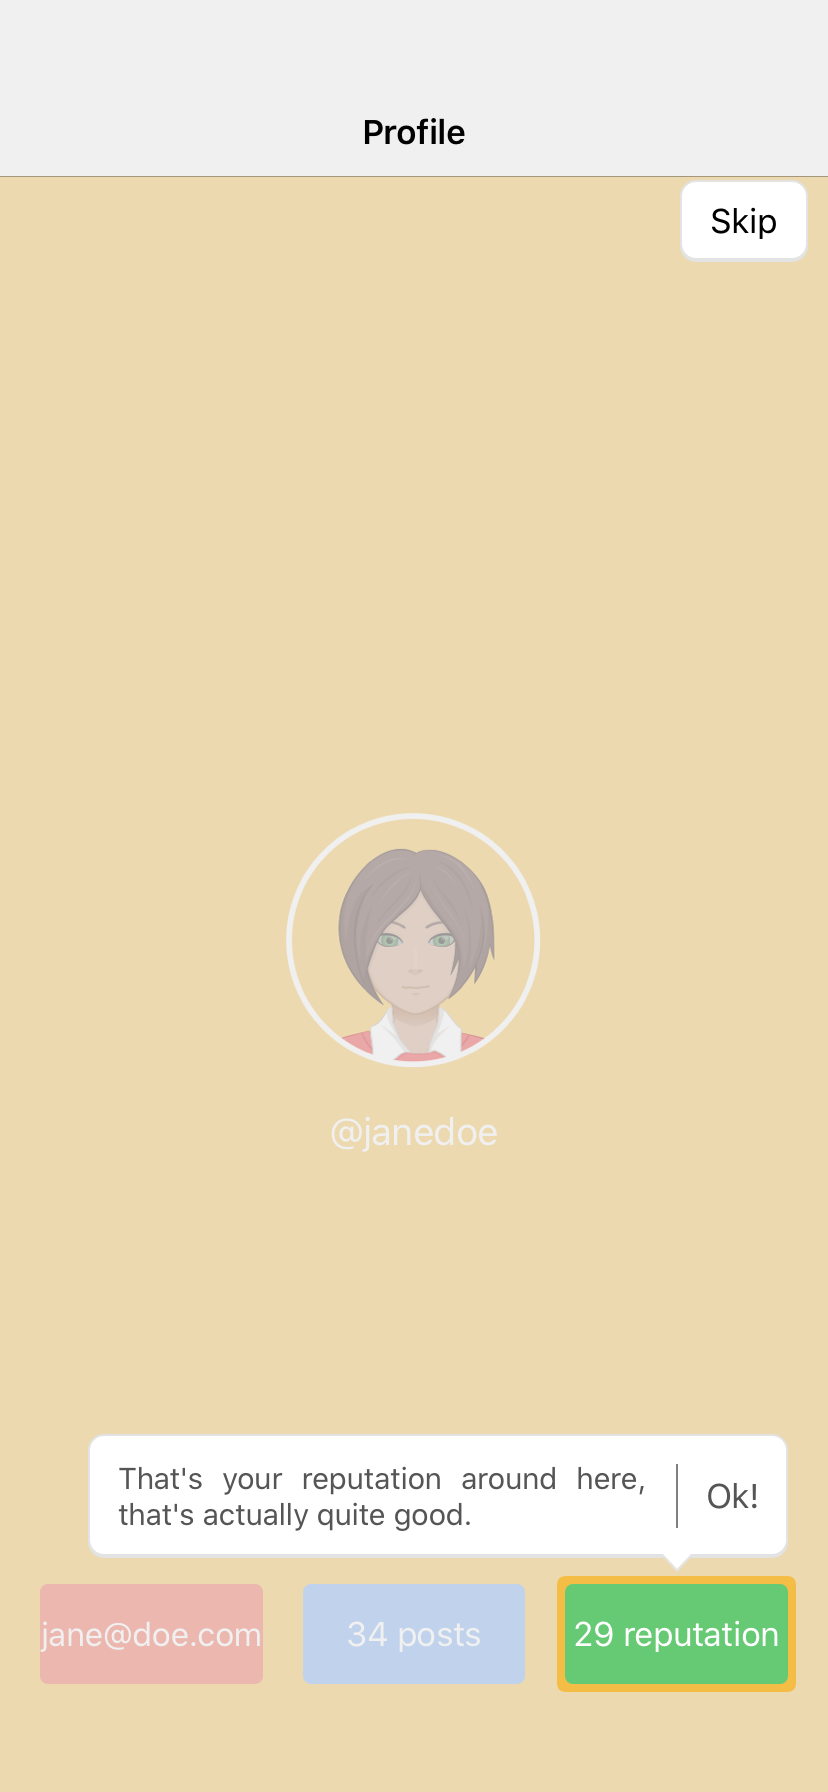 Profile
Skip
@janedoe
That's your reputation around here,
that's actually quite good.
Ok!
jane@doe.com
34 posts
29 reputation